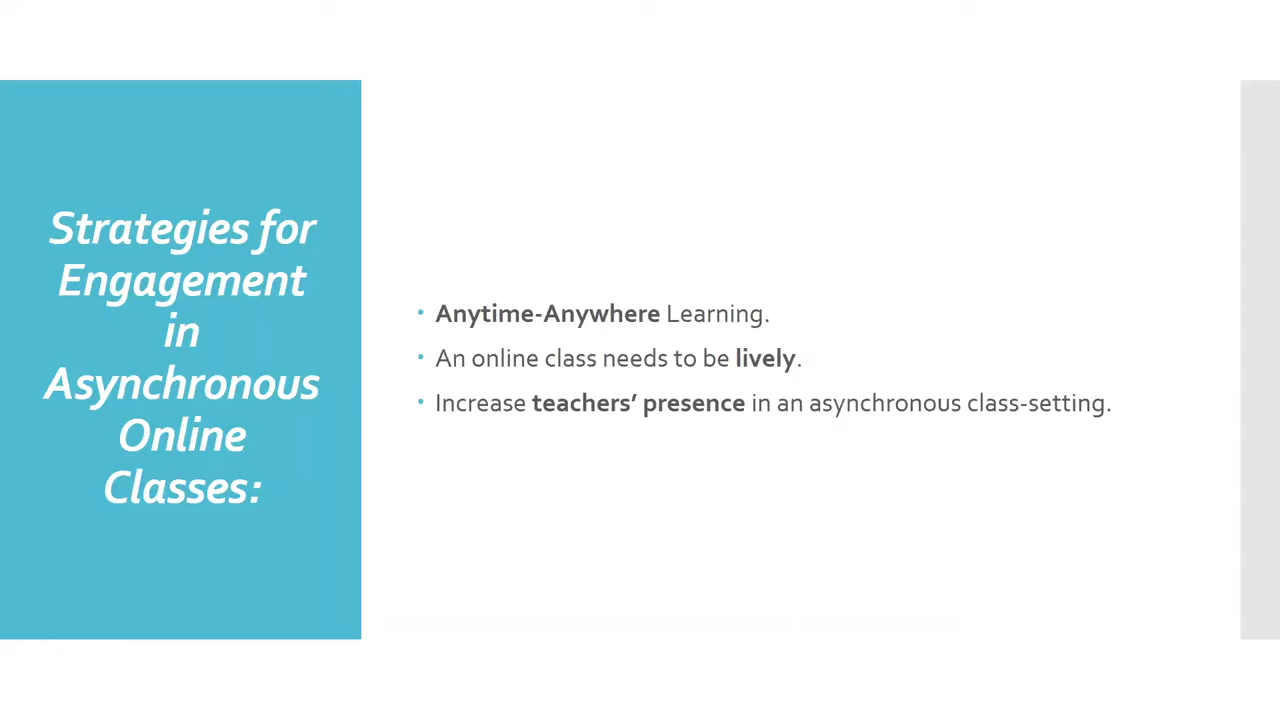 Strategies for
Engagement
in
Asynchronous
Online
Classes:
• Anytime-Anywhere Learning.
• An online class needs to be lively.
• Increase teachers’ presence in an asynchronous class-setting.